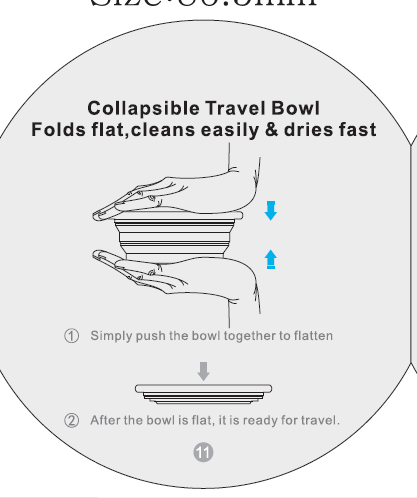 Collapsible Travel Bowl
Folds flat,cleans easily & dries fast
① Simply push the bowl together to flatten
② After the bowl is flat, it is ready for travel.
11